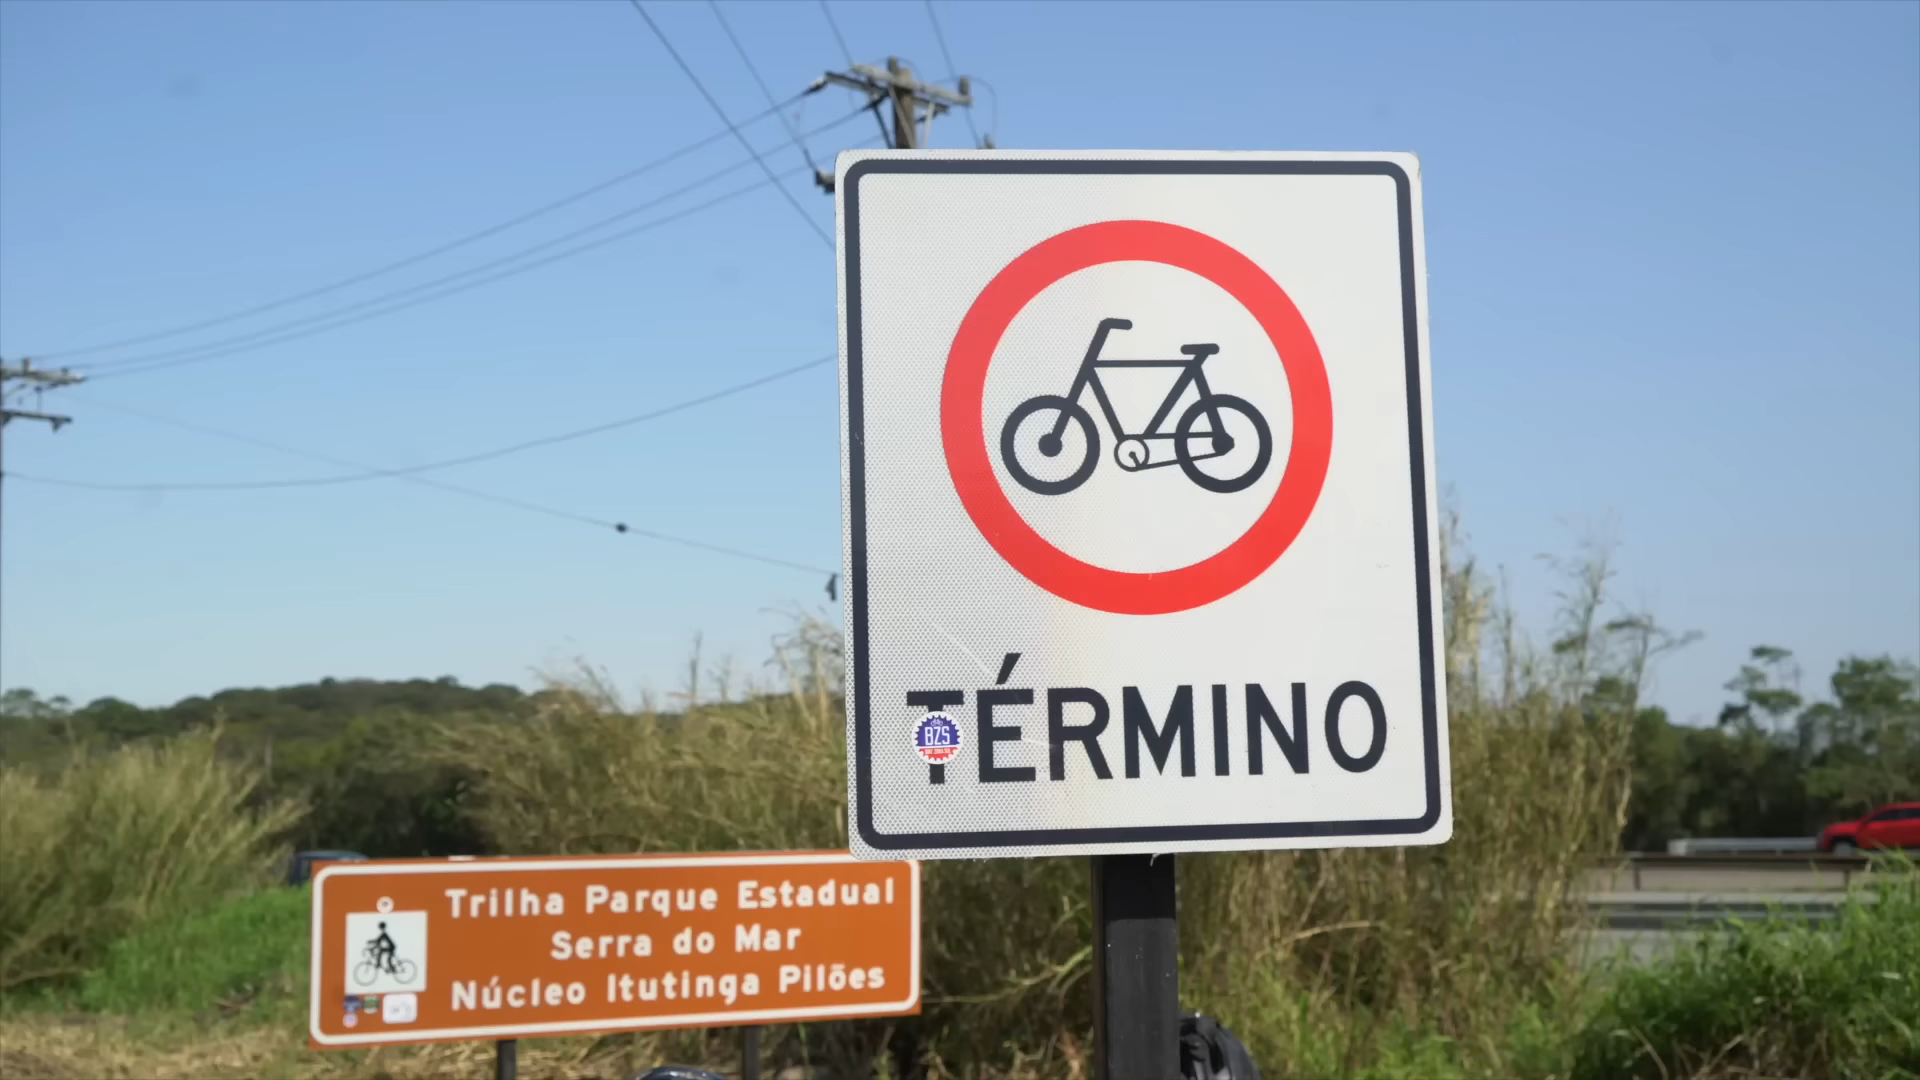 TÉRMINO
BZS
Trilha Parque Estadual
Serra do Mar
Núcleo Itutinga Pilões